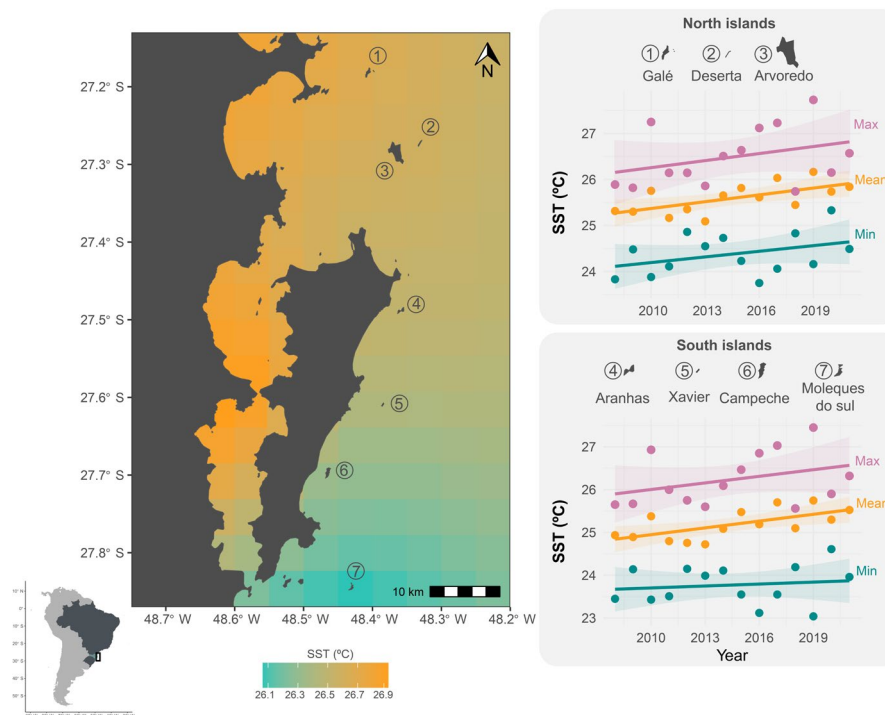 27.2° S
27.3° S
27.4° S
27.5° S
27.6° S
27.7° S
27.8° S
48.7° W 48.6° W 48.5° W 48.4° W 48.3° W 48.2° W
① ② ③ ④ ⑤ ⑥ ⑦
N
10 km
SST (ºC)
26.1 26.3 26.5 26.7 26.9
North islands
① ② ③
Galé Deserta Arvoredo
SST (ºC)
27
26
25
24
Max
Mean
Min
2010 2013 2016 2019
South islands
④ ⑤ ⑥ ⑦
Aranhas Xavier Campeche Moleques
do sul
SST (ºC)
27
26
25
24
23
Max
Mean
Min
2010 2013 2016 2019
Year